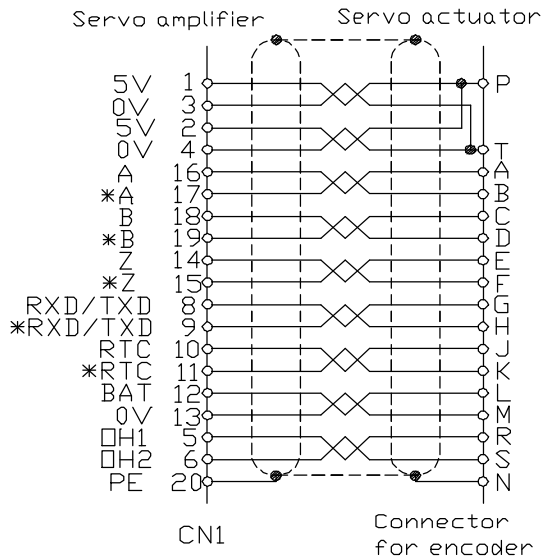 Servo amplifier Servo actuator
5V 1 P
0V 3
5V 2
0V 4 T
A 16 A
*A 17 B
B 18 C
*B 19 D
Z 14 E
*Z 15 F
RXD/TXD 8 G
*RXD/TXD 9 H
RTC 10 J
*RTC 11 K
BAT 12 L
0V 13 M
□H1 5 R
□H2 6 S
PE 20 N
CN1 Connector
for encoder